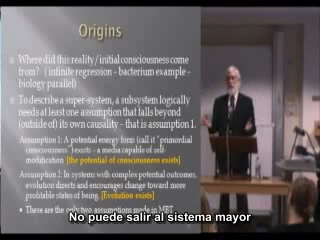 Origins
Where did this reality / initial consciousness come
from? ( infinite regression - bacterium example -
biology parallel)
To describe a super-system, a subsystem logically
needs at least one assumption that falls beyond
(outside of) its own causality - that is assumption 1.
Assumption 1: A potential energy form (call it "primordial
consciousness") exists - a media capable of self-
modification [the potential of consciousness exists]
Assumption 2: In systems with complex potential outcomes,
evolution directs and encourages change toward more
profitable states of being. [Evolution exists]
These are the only two assumptions made in MBT
No puede salir al sistema mayor